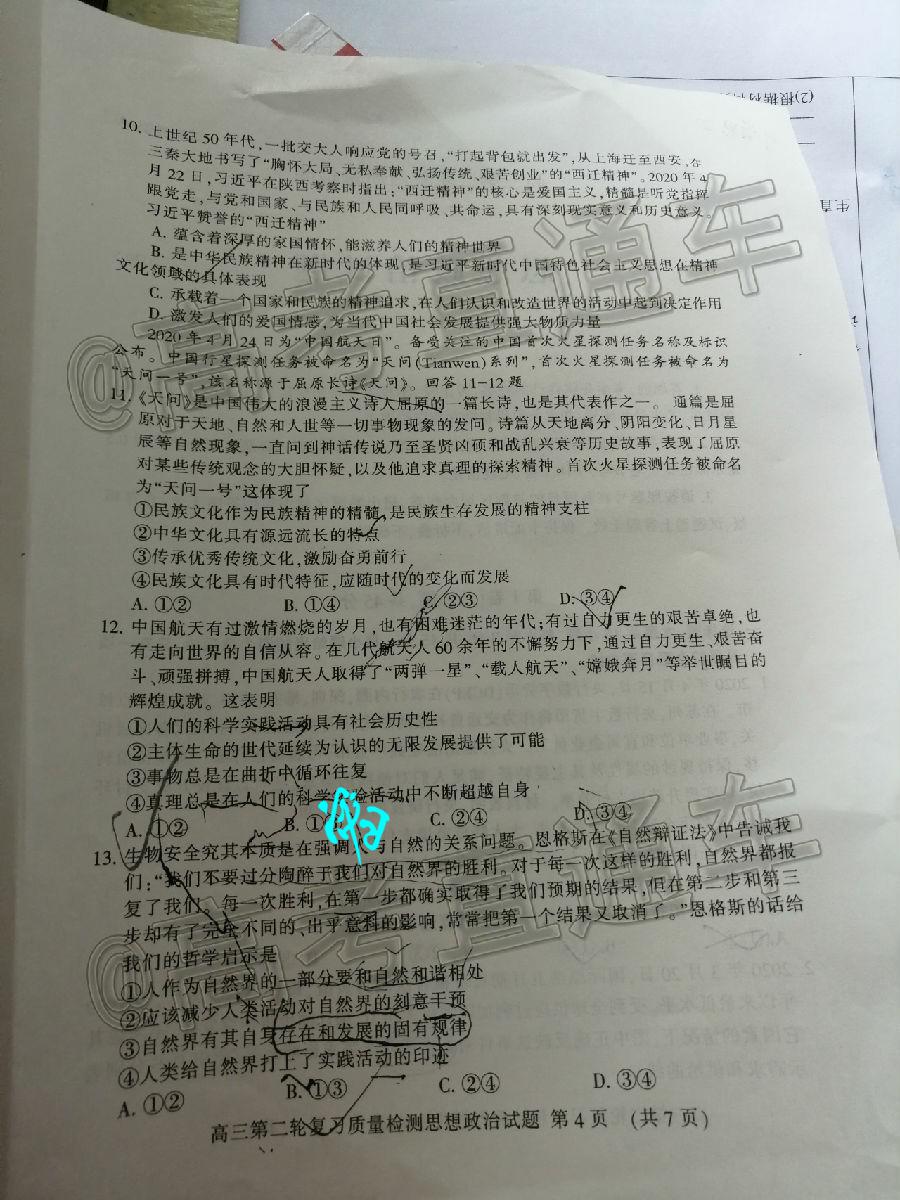 (2)根据材
10. 上世纪 50 年代，一批交大人响应党的号召，“打起背包就出发”，从上海迁至西安，在
三秦大地书写了“胸怀大局、无私奉献、弘扬传统、艰苦创业”的“西迁精神”。2020 年 4
月 22 日，习近平在陕西考察时指出：“西迁精神”的核心是爱国主义，精髓是听党指挥
跟党走，与党和国家、与民族和人民同呼吸、共命运，具有深刻现实意义和历史意义。
习近平赞誉的“西迁精神”
A. 蕴含着深厚的家国情怀，能滋养人们的精神世界
B. 是中华民族精神在新时代的体现，是习近平新时代中国特色社会主义思想在精神
文化领域的具体表现
C. 承载着一个国家和民族的精神追求，在人们认识和改造世界的活动中起到决定作用
D. 激发人们的爱国情感，为当代中国社会发展提供强大物质力量
2020 年 4 月 24 日为“中国航天日”。备受关注的中国首次火星探测任务名称及标识
公布。中国行星探测任务被命名为“天问(Tianwen)系列”，首次火星探测任务被命名为
“天问一号”，该名称源于屈原长诗《天问》。回答 11-12 题
11.《天问》是中国伟大的浪漫主义诗人屈原的一篇长诗，也是其代表作之一。通篇是屈
原对于天地、自然和人世等一切事物现象的发问。诗篇从天地离分、阴阳变化、日月星
辰等自然现象，一直问到神话传说乃至圣贤凶硕和战乱兴衰等历史故事，表现了屈原
对某些传统观念的大胆怀疑，以及他追求真理的探索精神。首次火星探测任务被命名
为“天问一号”这体现了
①民族文化作为民族精神的精髓，是民族生存发展的精神支柱
②中华文化具有源远流长的特点
③传承优秀传统文化，激励奋勇前行
④民族文化具有时代特征，应随时代的变化而发展
A. ①② B. ①④ C. ②③ D. ③④
12. 中国航天有过激情燃烧的岁月，也有困难迷茫的年代；有过自力更生的艰苦卓绝，也
有走向世界的自信从容。在几代航天人 60 余年的不懈努力下，通过自力更生、艰苦奋
斗、顽强拼搏，中国航天人取得了“两弹一星”、“载人航天”、“嫦娥奔月”等举世瞩目的
辉煌成就。这表明
①人们的科学实践活动具有社会历史性
②主体生命的世代延续为认识的无限发展提供了可能
③事物总是在曲折中循环往复
④真理总是在人们的科学实验活动中不断超越自身
A. ①② B. ①③ C. ②④ D. ③④
13. 生物安全究其本质是在强调人与自然的关系问题。恩格斯在《自然辩证法》中告诫我
们：“我们不要过分陶醉于我们对自然界的胜利。对于每一次这样的胜利，自然界都报
复了我们。每一次胜利，在第一步都确实取得了我们预期的结果，但在第二步和第三
步却有了完全不同的、出乎意料的影响，常常把第一个结果又取消了。”恩格斯的话给
我们的哲学启示是
①人作为自然界的一部分要和自然和谐相处
②应该减少人类活动对自然界的刻意干预
③自然界有其自身存在和发展的固有规律
④人类给自然界打上了实践活动的印迹
A. ①② B. ①③ C. ②④ D. ③④
高三第二轮复习质量检测思想政治试题 第 4 页 (共 7 页)
@高考直通车
@高考直通车